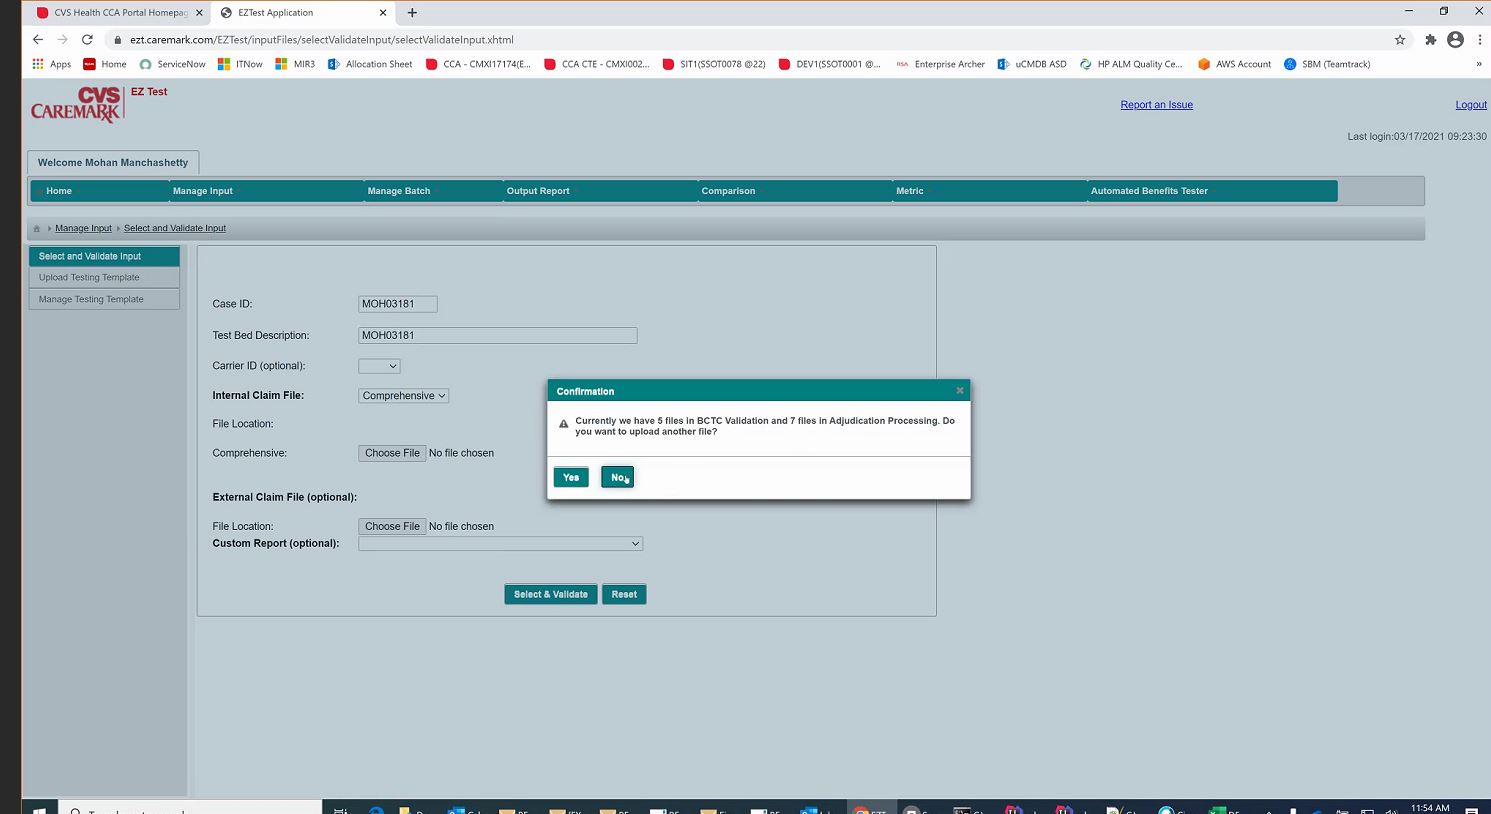 CVS Health CCA Portal Homepag
EZTest Application
ezt.caremark.com/EZTest/inputFiles/selectValidateInput/selectValidateInput.xhtml
Apps Home ServiceNow ITNow MIR3 Allocation Sheet CCA - CMXI17174(E... CCA CTE - CMXI002... SIT1(SSOT0078 @22) DEV1(SSOT0001 @... RSA Enterprise Archer uCMDB ASD HP ALM Quality Ce... AWS Account SBM (Teamtrack) »
CVS
CAREMARK
EZ Test
Report an Issue
Logout
Last login:03/17/2021 09:23:30
Welcome Mohan Manchashetty
Home Manage Input Manage Batch Output Report Comparison Metric Automated Benefits Tester
Manage Input Select and Validate Input
Select and Validate Input
Upload Testing Template
Manage Testing Template
Case ID: MOH03181
Test Bed Description: MOH03181
Carrier ID (optional):
Internal Claim File: Comprehensive
File Location:
Comprehensive: Choose File No file chosen
External Claim File (optional):
File Location: Choose File No file chosen
Custom Report (optional):
Select & Validate Reset
Confirmation
Currently we have 5 files in BCTC Validation and 7 files in Adjudication Processing. Do
you want to upload another file?
Yes No
11:54 AM